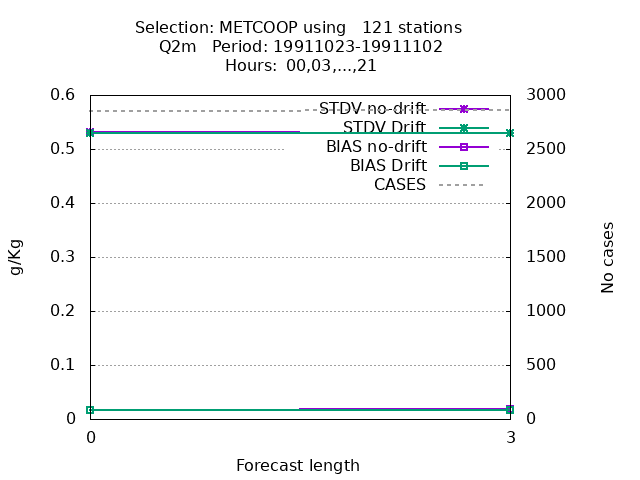 Selection: METCOOP using   121 stations
Q2m   Period: 19911023-19911102
Hours: 00,03,...,21
0.6
0.5
0.4
0.3
0.2
0.1
0
3000
2500
2000
1500
1000
500
0
STDV no-drift
STDV Drift
BIAS no-drift
BIAS Drift
CASES
g/Kg
No cases
0
3
Forecast length